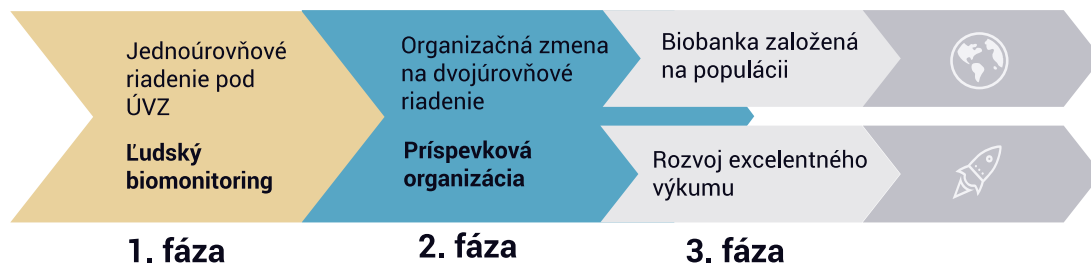 Jednoúrovňové
riadenie pod
ÚVZ
Ľudský
biomonitoring
Organizačná zmena
na dvojúrovňové
riadenie
Príspevková
organizácia
Biobanka založená
na populácii
Rozvoj excelentného
výkumu
1. fáza
2. fáza
3. fáza